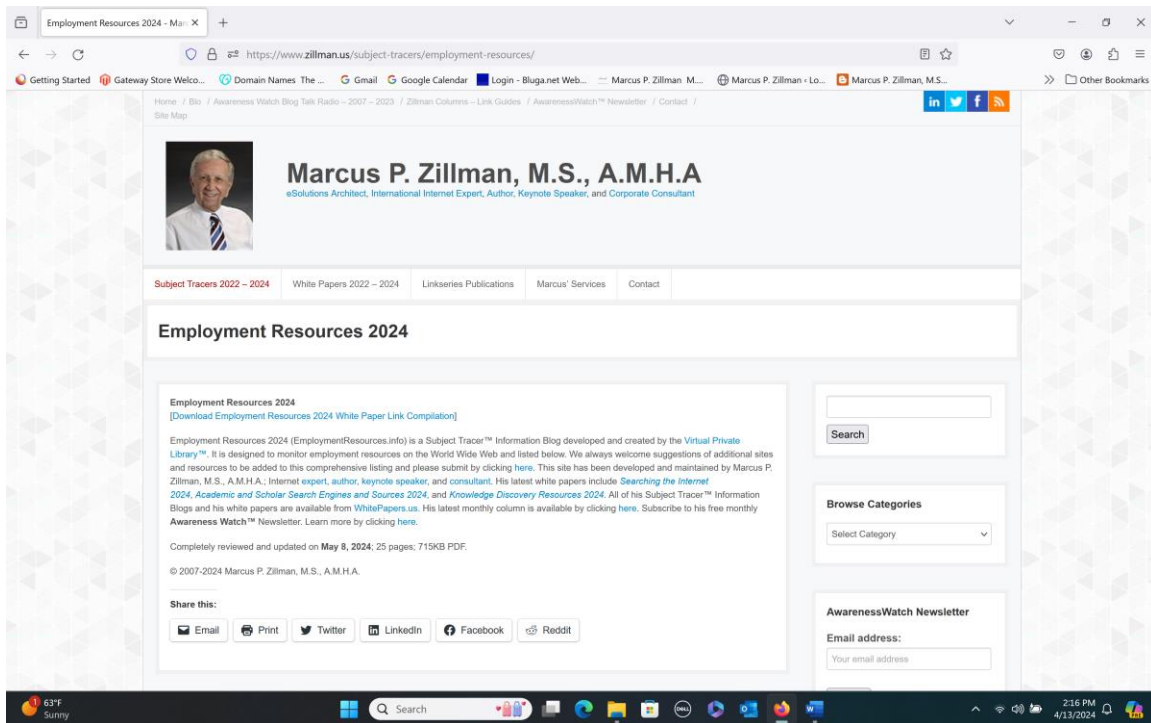 Employment Resources 2024 - Marc
https://www.zillman.us/subject-tracers/employment-resources/
Getting Started Gateway Store Welco... Domain Names The ... Gmail Google Calendar Login - Bluga.net Web... Marcus P. Zillman M.... Marcus P. Zillman ‹ Lo... Marcus P. Zillman, M.S... Other Bookmarks
Home / Bio / Awareness Watch Blog Talk Radio – 2007 – 2023 / Zillman Columns – Link Guides / AwarenessWatch™ Newsletter / Contact /
Site Map
Marcus P. Zillman, M.S., A.M.H.A
eSolutions Architect, International Internet Expert, Author, Keynote Speaker, and Corporate Consultant
Subject Tracers 2022 – 2024 White Papers 2022 – 2024 Linkseries Publications Marcus' Services Contact
Employment Resources 2024
Employment Resources 2024
[Download Employment Resources 2024 White Paper Link Compilation]
Employment Resources 2024 (EmploymentResources.info) is a Subject Tracer™ Information Blog developed and created by the Virtual Private
Library™. It is designed to monitor employment resources on the World Wide Web and listed below. We always welcome suggestions of additional sites
and resources to be added to this comprehensive listing and please submit by clicking here. This site has been developed and maintained by Marcus P.
Zillman, M.S., A.M.H.A.; Internet expert, author, keynote speaker, and consultant. His latest white papers include Searching the Internet
2024, Academic and Scholar Search Engines and Sources 2024, and Knowledge Discovery Resources 2024. All of his Subject Tracer™ Information
Blogs and his white papers are available from WhitePapers.us. His latest monthly column is available by clicking here. Subscribe to his free monthly
Awareness Watch™ Newsletter. Learn more by clicking here.
Completely reviewed and updated on May 8, 2024; 25 pages; 715KB PDF.
© 2007-2024 Marcus P. Zillman, M.S., A.M.H.A.
Share this:
Email Print Twitter LinkedIn Facebook Reddit
Search
Browse Categories
Select Category
AwarenessWatch Newsletter
Email address:
Your email address
63°F
Sunny
Search
2:16 PM
4/13/2024